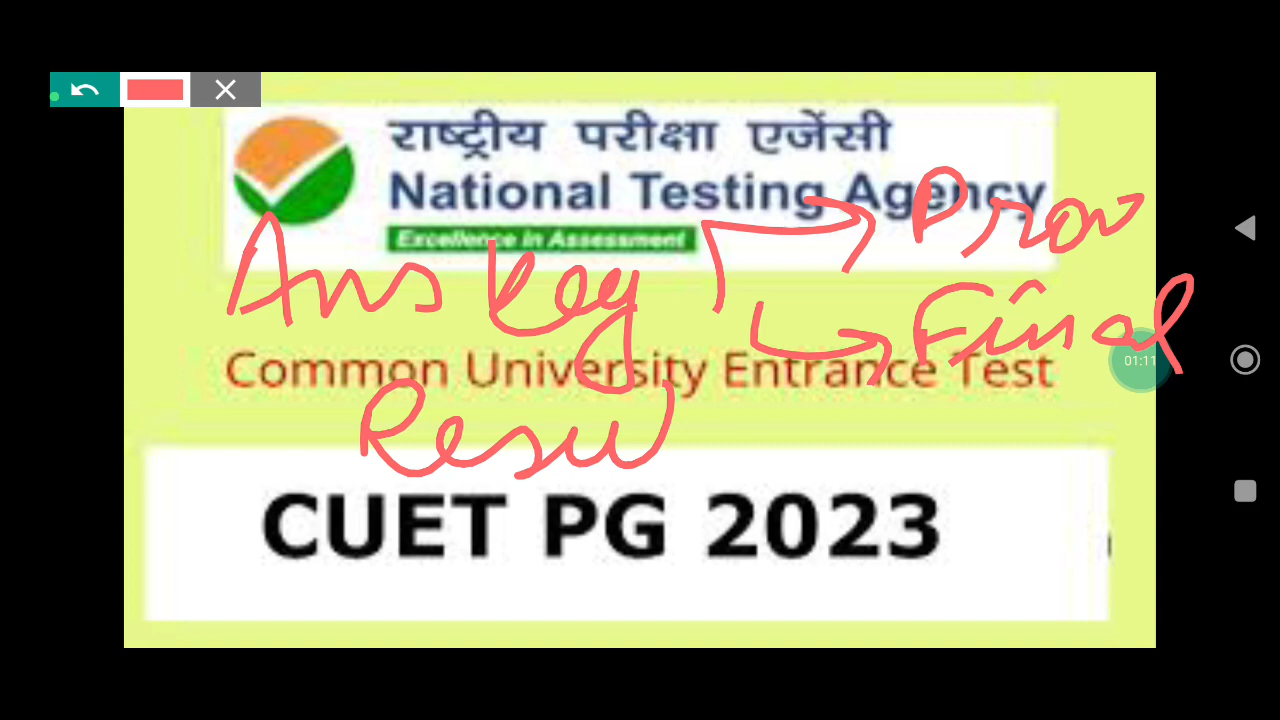 राष्ट्रीय परीक्षा एजेंसी
National Testing Agency
Excellence in Assessment
Ans Key
Prov
Final
Common University Entrance Test
01:11
Resu
CUET PG 2023